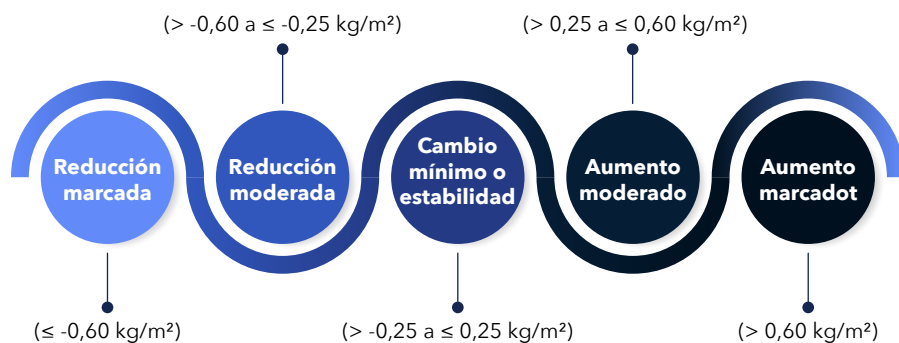 (> -0,60 a ≤ -0,25 kg/m²)
(> 0,25 a ≤ 0,60 kg/m²)
Reducción
marcada
Reducción
moderada
Cambio
mínimo o
estabilidad
Aumento
moderado
Aumento
marcadot
(≤ -0,60 kg/m²)
(> -0,25 a ≤ 0,25 kg/m²)
(> 0,60 kg/m²)